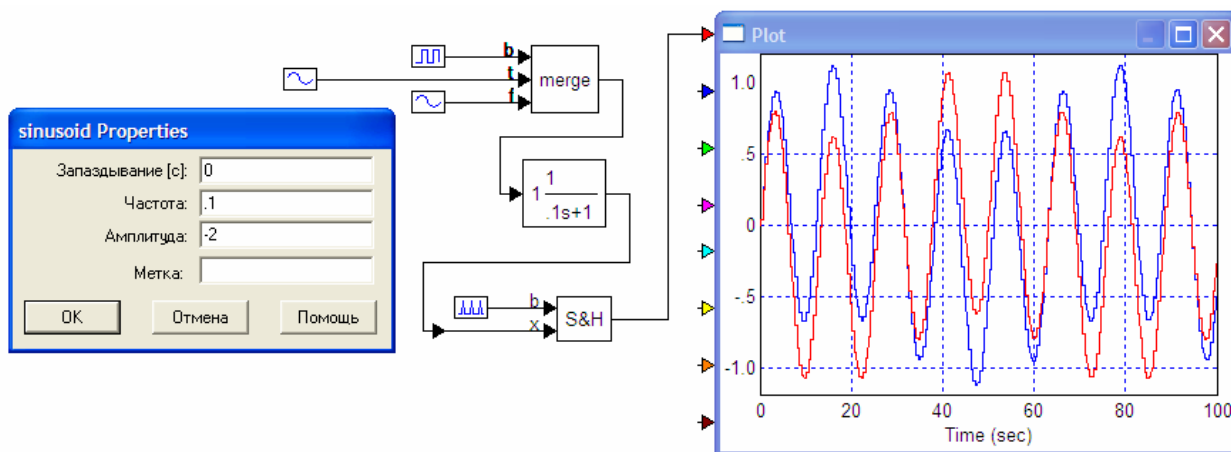 sinusoid Properties
Запаздывание [с]: 0
Частота: .1
Амплитуда: -2
Метка:
OK Отмена Помощь
b
t
f
merge
1 1
.1s+1
b
x
S&H
Plot
1.0
.5
0
-.5
-1.0
0 20 40 60 80 100
Time (sec)